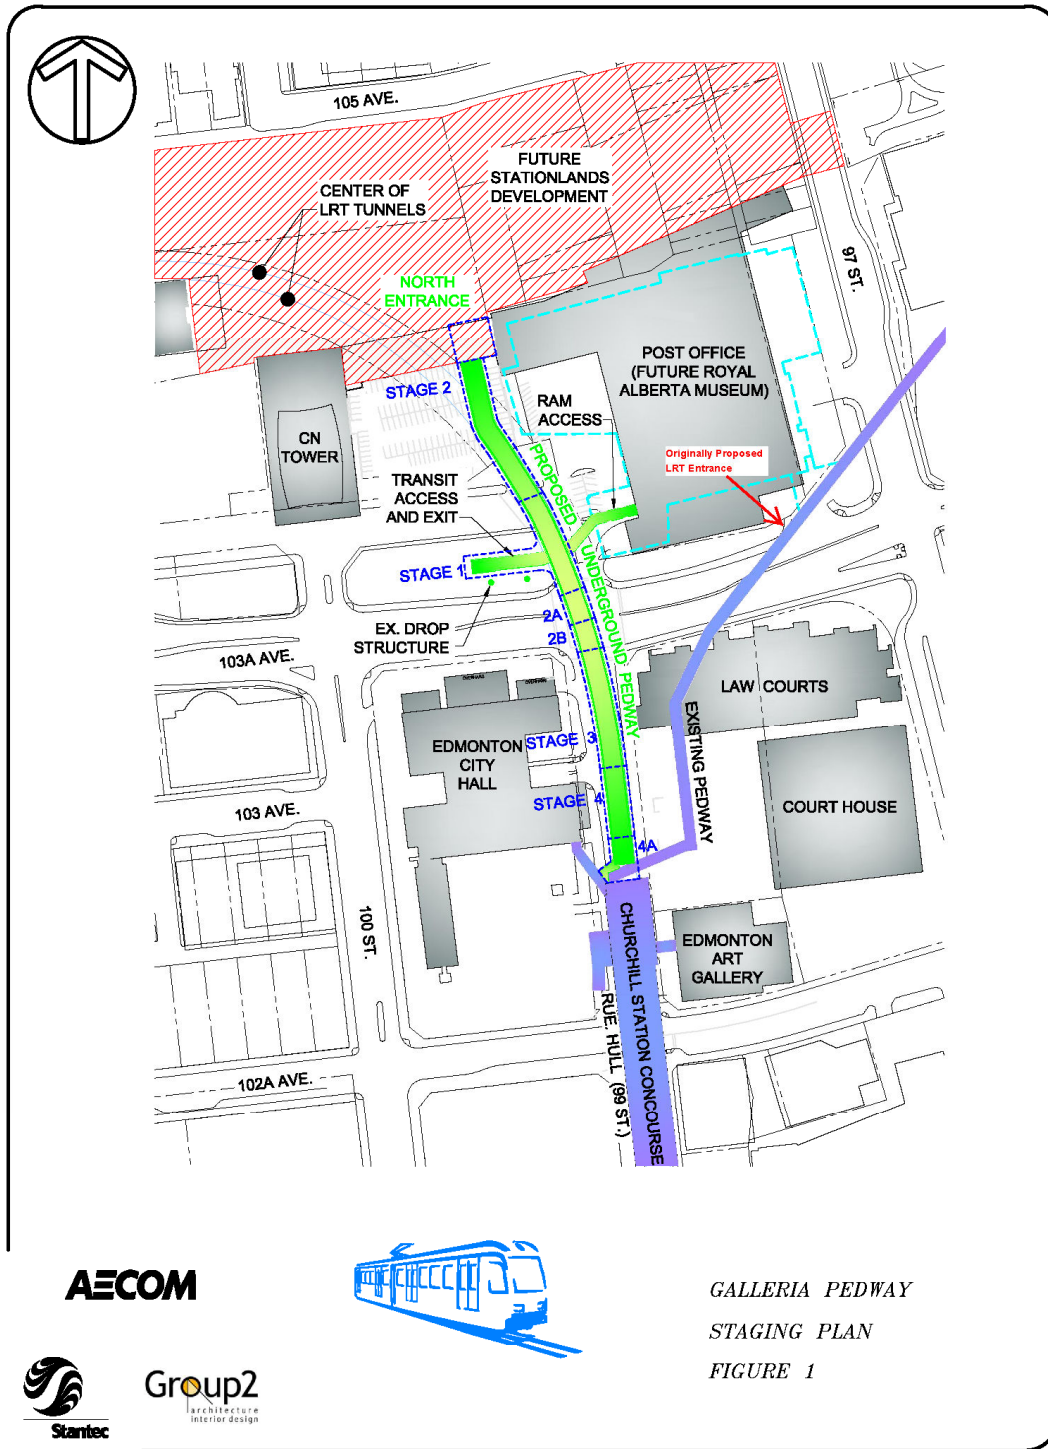 105 AVE.
FUTURE
STATIONLANDS
DEVELOPMENT
CENTER OF
LRT TUNNELS
97 ST.
NORTH
ENTRANCE
POST OFFICE
(FUTURE ROYAL
ALBERTA MUSEUM)
STAGE 2
RAM
ACCESS
CN
TOWER
Originally Proposed
LRT Entrance
TRANSIT
ACCESS
AND EXIT
PROPOSED UNDERGROUND PEDWAY
STAGE 1
2A
EX. DROP
STRUCTURE
2B
103A AVE.
LAW COURTS
EXISTING PEDWAY
EDMONTON
CITY
HALL
STAGE 3
STAGE 4
COURT HOUSE
103 AVE.
4A
100 ST.
CHURCHILL STATION CONCOURSE
EDMONTON
ART
GALLERY
RUE. HULL (99 ST.)
102A AVE.
AECOM
GALLERIA PEDWAY
STAGING PLAN
FIGURE 1
Stantec
Group2
architecture
interior design